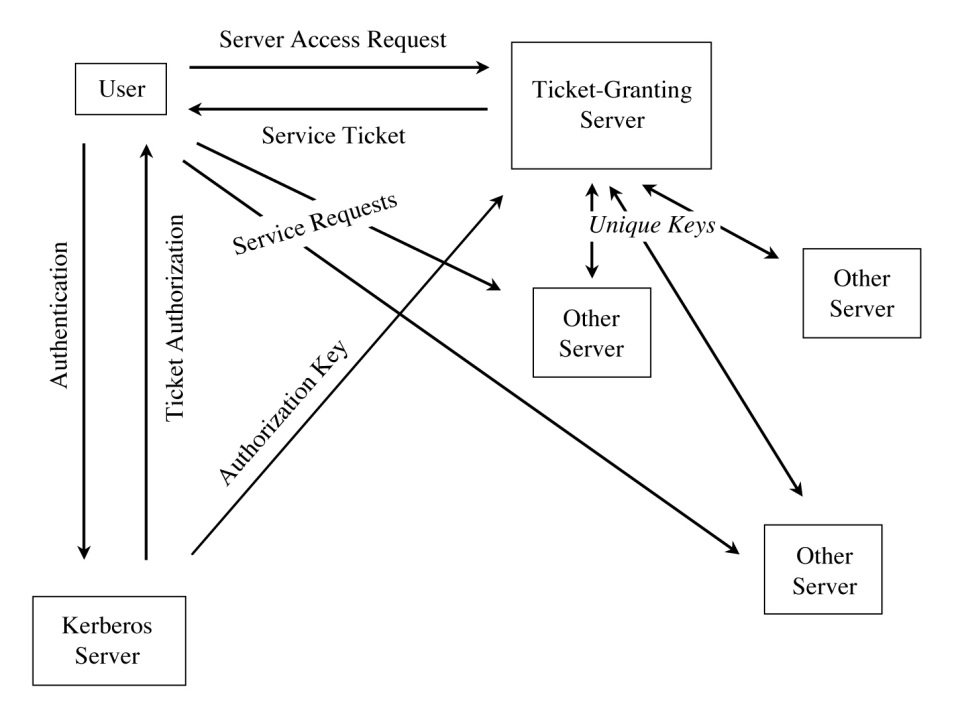 Server Access Request
User
Ticket-Granting
Server
Service Ticket
Service Requests
Unique Keys
Authentication
Ticket Authorization
Authorization Key
Other
Server
Other
Server
Other
Server
Kerberos
Server